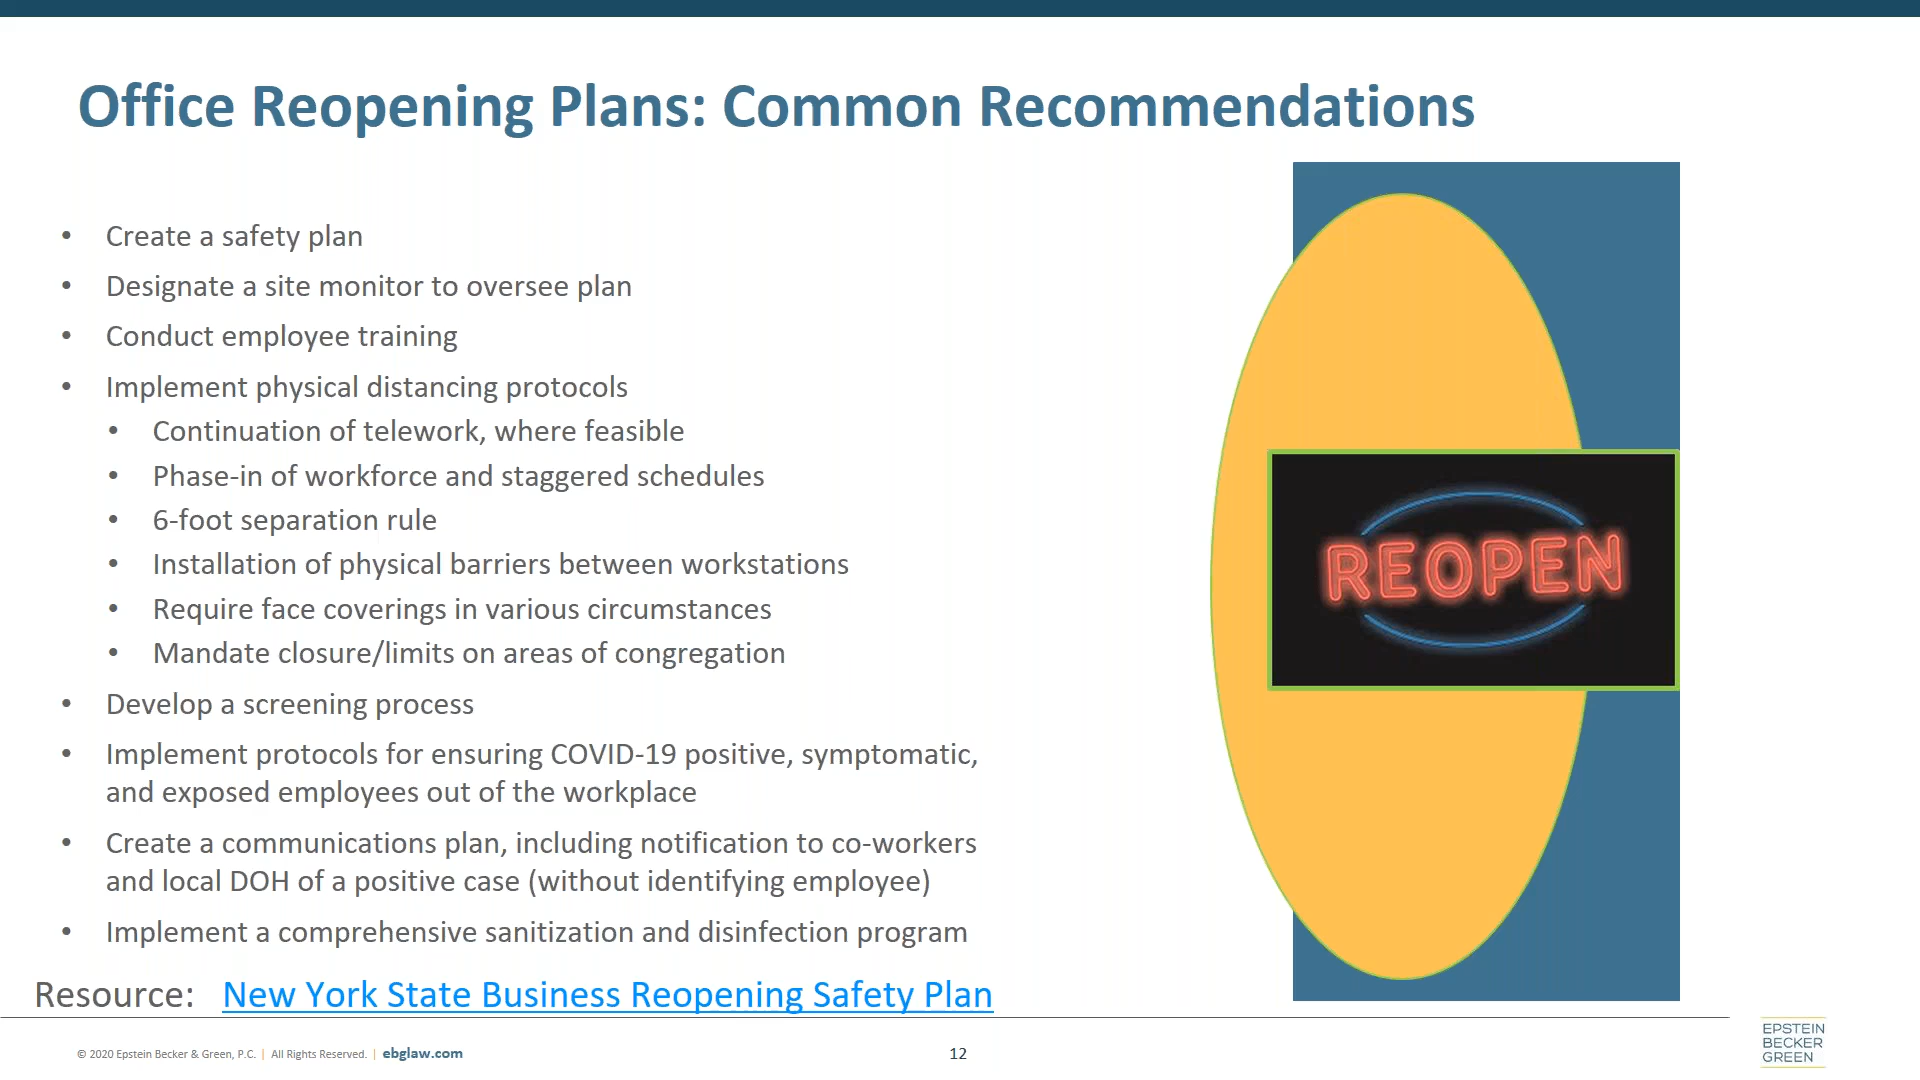 Office Reopening Plans: Common Recommendations
• Create a safety plan
• Designate a site monitor to oversee plan
• Conduct employee training
• Implement physical distancing protocols
• Continuation of telework, where feasible
• Phase-in of workforce and staggered schedules
• 6-foot separation rule
• Installation of physical barriers between workstations
• Require face coverings in various circumstances
• Mandate closure/limits on areas of congregation
• Develop a screening process
• Implement protocols for ensuring COVID-19 positive, symptomatic,
and exposed employees out of the workplace
• Create a communications plan, including notification to co-workers
and local DOH of a positive case (without identifying employee)
• Implement a comprehensive sanitization and disinfection program
Resource: New York State Business Reopening Safety Plan
REOPEN
© 2020 Epstein Becker & Green, P.C. | All Rights Reserved. | ebglaw.com
12
EPSTEIN
BECKER
GREEN